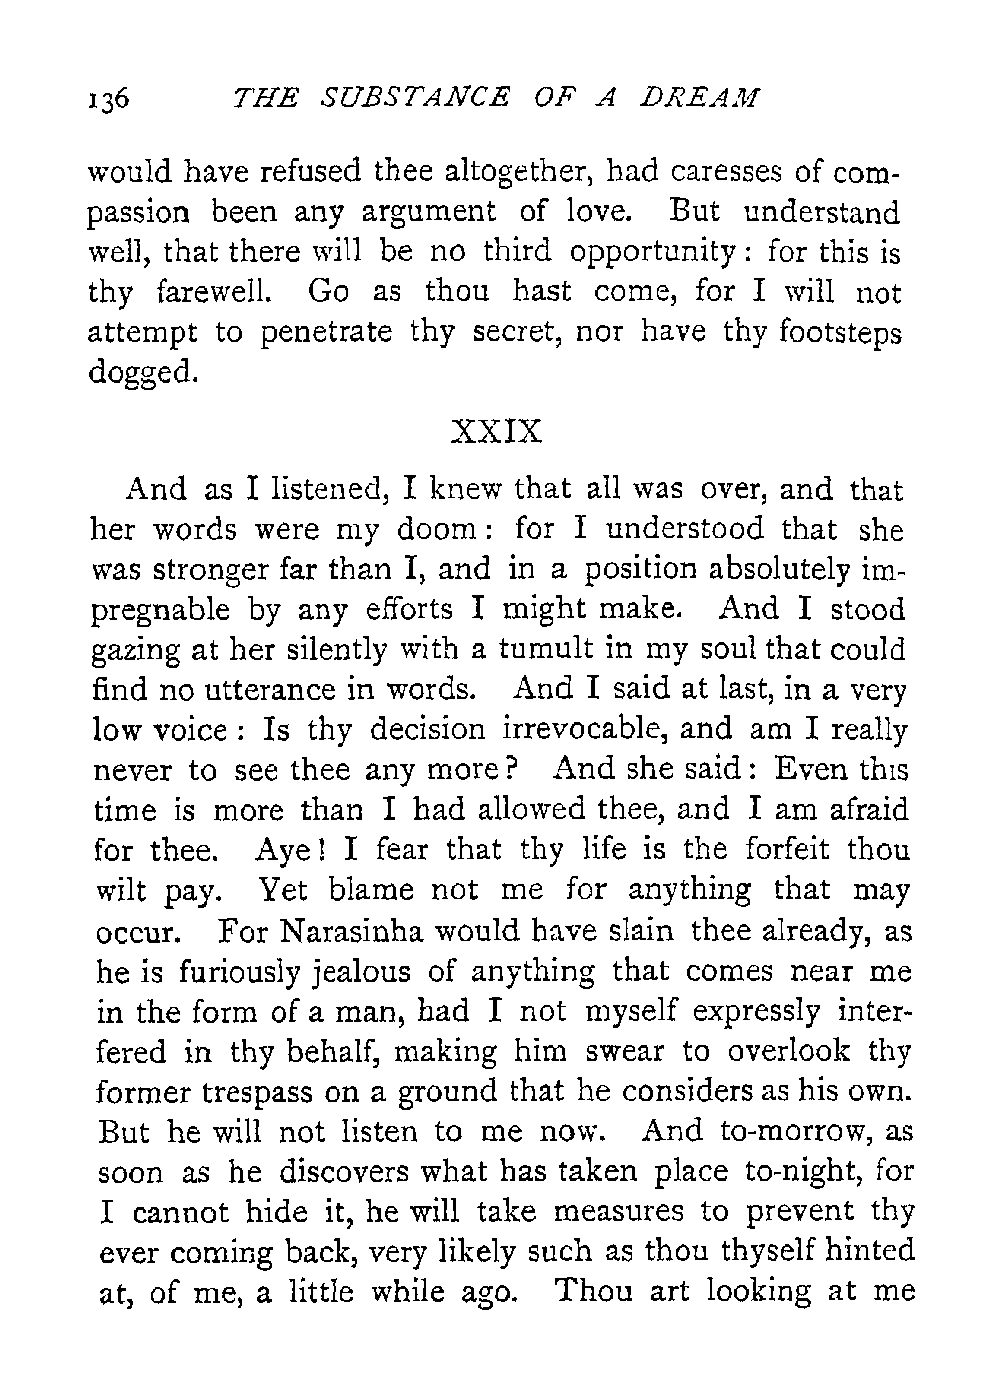 136 THE SUBSTANCE OF A DREAM
would have refused thee altogether, had caresses of com-
passion been any argument of love. But understand
well, that there will be no third opportunity : for this is
thy farewell. Go as thou hast come, for I will not
attempt to penetrate thy secret, nor have thy footsteps
dogged.
XXIX
And as I listened, I knew that all was over, and that
her words were my doom : for I understood that she
was stronger far than I, and in a position absolutely im-
pregnable by any efforts I might make. And I stood
gazing at her silently with a tumult in my soul that could
find no utterance in words. And I said at last, in a very
low voice : Is thy decision irrevocable, and am I really
never to see thee any more? And she said: Even this
time is more than I had allowed thee, and I am afraid
for thee. Aye! I fear that thy life is the forfeit thou
wilt pay. Yet blame not me for anything that may
occur. For Narasinha would have slain thee already, as
he is furiously jealous of anything that comes near me
in the form of a man, had I not myself expressly inter-
fered in thy behalf, making him swear to overlook thy
former trespass on a ground that he considers as his own.
But he will not listen to me now. And to-morrow, as
soon as he discovers what has taken place to-night, for
I cannot hide it, he will take measures to prevent thy
ever coming back, very likely such as thou thyself hinted
at, of me, a little while ago. Thou art looking at me